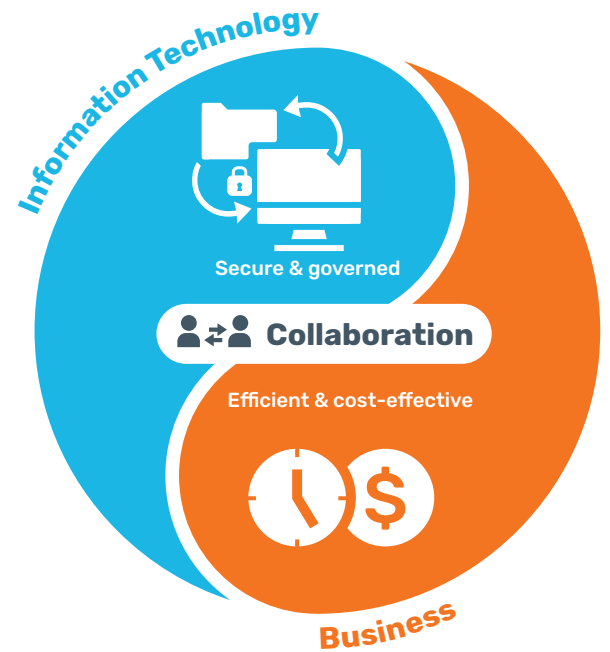 Information Technology
Secure & governed
Collaboration
Efficient & cost-effective
$
Business